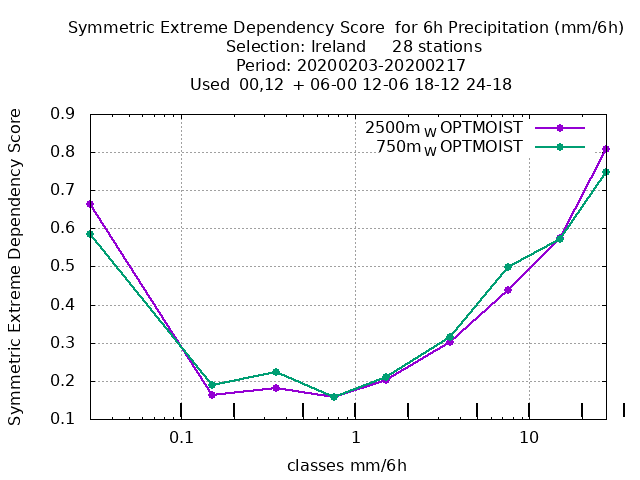 Symmetric Extreme Dependency Score  for 6h Precipitation (mm/6h)
Selection: Ireland     28 stations
Period: 20200203-20200217
Used  00,12  + 06-00 12-06 18-12 24-18
Symmetric Extreme Dependency Score
0.9
0.8
0.7
0.6
0.5
0.4
0.3
0.2
0.1
2500m W OPTMOIST
750m W OPTMOIST
0.1
1
10
classes mm/6h